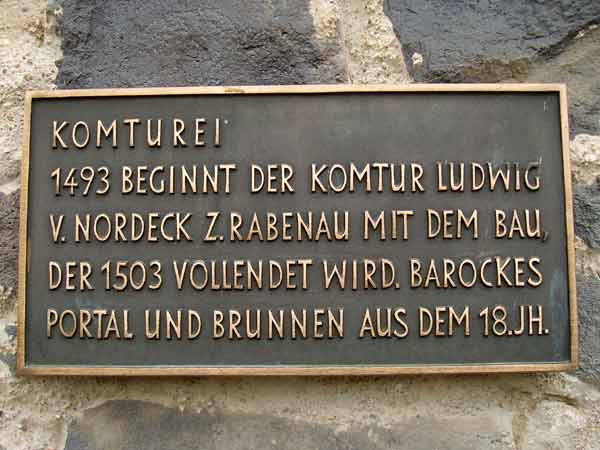 KOMTUREI
1493 BEGINNT DER KOMTUR LUDWIG
V. NORDECK Z. RABENAU MIT DEM BAU,
DER 1503 VOLLENDET WIRD. BAROCKES
PORTAL UND BRUNNEN AUS DEM 18. JH.